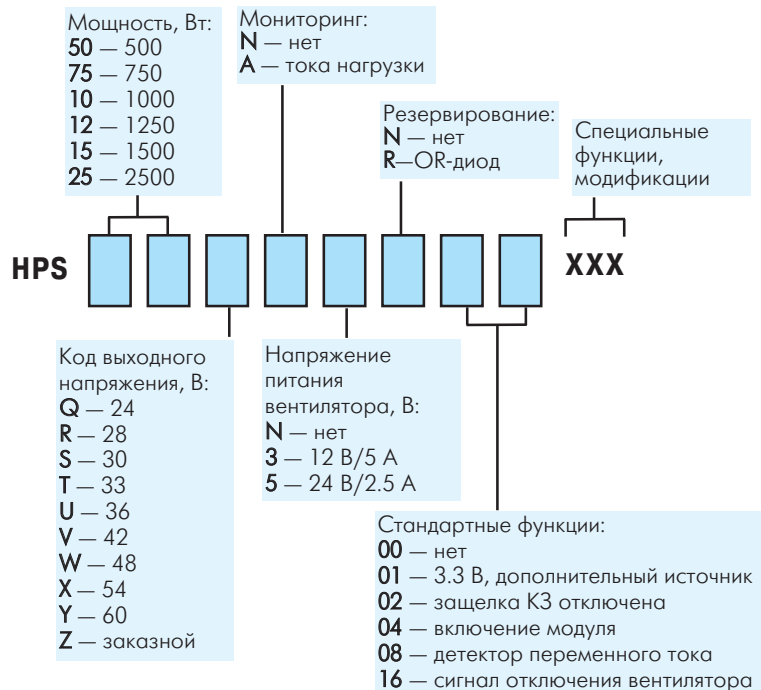 Мощность, Вт:
50 — 500
75 — 750
10 — 1000
12 — 1250
15 — 1500
25 — 2500
Мониторинг:
N — нет
A — тока нагрузки
Резервирование:
N — нет
R—OR-диод
Специальные
функции,
модификации
HPS
XXX
Код выходного
напряжения, В:
Q — 24
R — 28
S — 30
T — 33
U — 36
V — 42
W — 48
X — 54
Y — 60
Z — заказной
Напряжение
питания
вентилятора, В:
N — нет
3 — 12 В/5 А
5 — 24 В/2.5 А
Стандартные функции:
00 — нет
01 — 3.3 В, дополнительный источник
02 — защелка КЗ отключена
04 — включение модуля
08 — детектор переменного тока
16 — сигнал отключения вентилятора